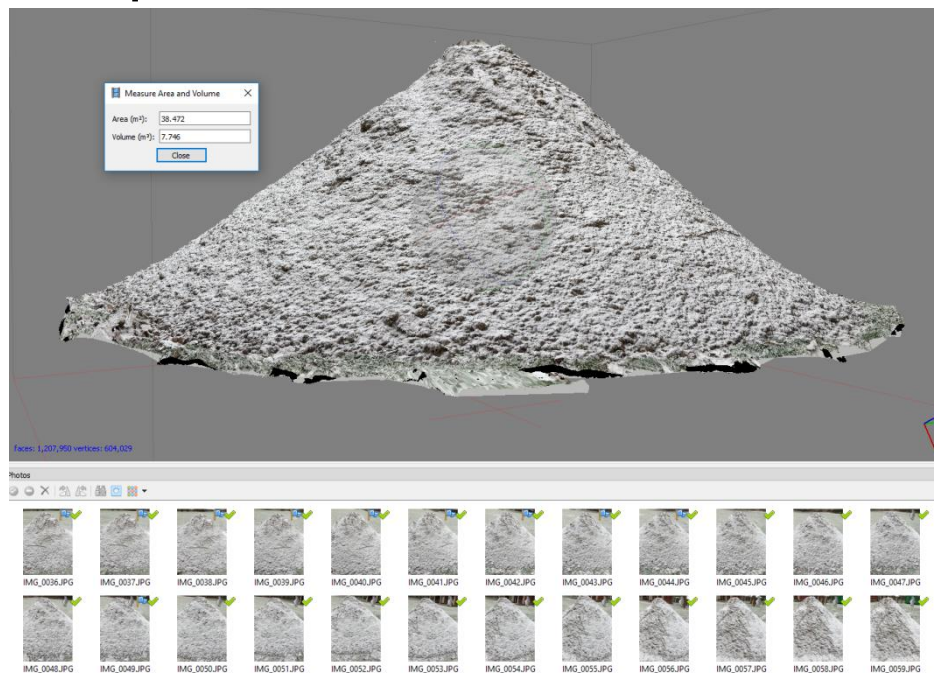 Measure Area and Volume
Area (m²): 38.472
Volume (m³): 7.746
Close
faces: 1,207,950 vertices: 604,029
Photos
IMG_0036.JPG IMG_0037.JPG IMG_0038.JPG IMG_0039.JPG IMG_0040.JPG IMG_0041.JPG IMG_0042.JPG IMG_0043.JPG IMG_0044.JPG IMG_0045.JPG IMG_0046.JPG IMG_0047.JPG
IMG_0048.JPG IMG_0049.JPG IMG_0050.JPG IMG_0051.JPG IMG_0052.JPG IMG_0053.JPG IMG_0054.JPG IMG_0055.JPG IMG_0056.JPG IMG_0057.JPG IMG_0058.JPG IMG_0059.JPG